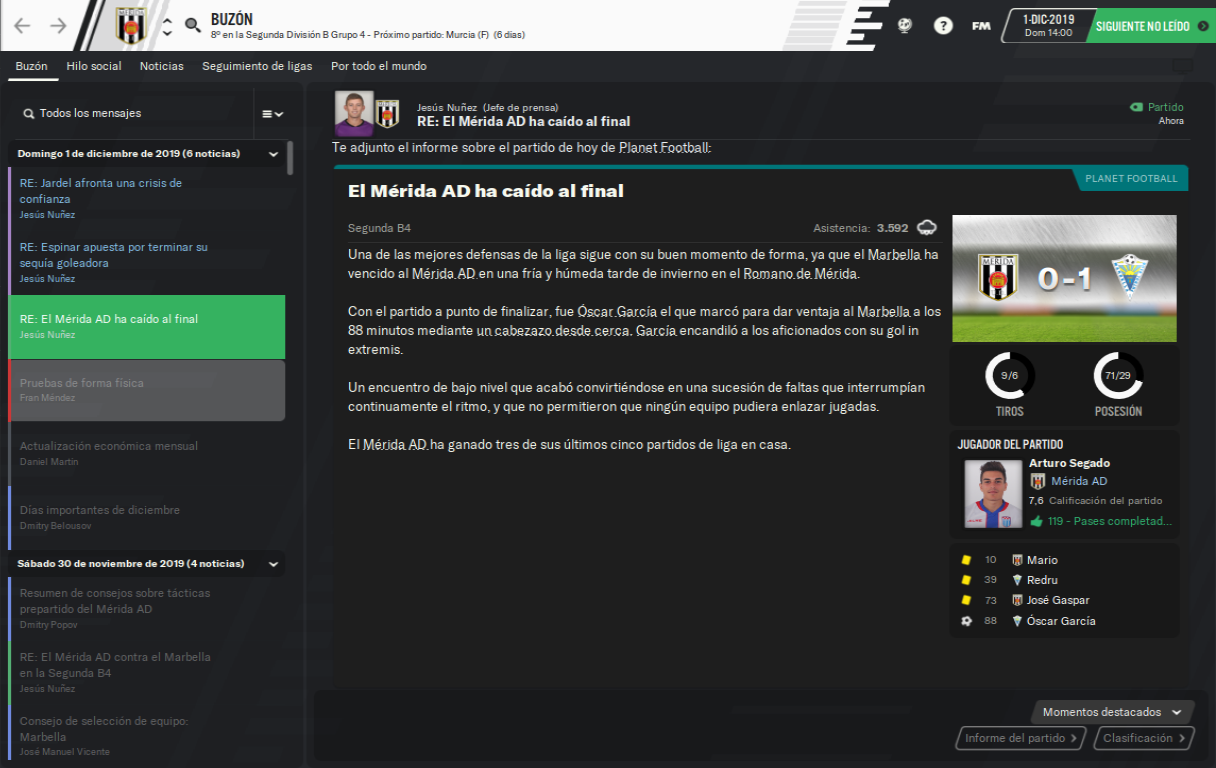 BUZÓN
8º en la Segunda División B Grupo 4 - Próximo partido: Murcia (F) (6 días)
FM
1-DIC-2019
Dom 14:00
SIGUIENTE NO LEÍDO
Buzón
Hilo social
Noticias
Seguimiento de ligas
Por todo el mundo
Todos los mensajes
Domingo 1 de diciembre de 2019 (6 noticias)
RE: Jardel afronta una crisis de
confianza
Jesús Nuñez
RE: Espinar apuesta por terminar su
sequía goleadora
Jesús Nuñez
RE: El Mérida AD ha caído al final
Jesús Nuñez
Pruebas de forma física
Fran Méndez
Actualización económica mensual
Daniel Martin
Días importantes de diciembre
Dmitry Belousov
Sábado 30 de noviembre de 2019 (4 noticias)
Resumen de consejos sobre tácticas
prepartido del Mérida AD
Dmitry Popov
RE: El Mérida AD contra el Marbella
en la Segunda B4
Jesús Nuñez
Consejo de selección de equipo:
Marbella
José Manuel Vicente
Jesús Nuñez (Jefe de prensa)
RE: El Mérida AD ha caído al final
Partido
Ahora
Te adjunto el informe sobre el partido de hoy de Planet Football:
El Mérida AD ha caído al final
PLANET FOOTBALL
Segunda B4
Asistencia: 3.592
Una de las mejores defensas de la liga sigue con su buen momento de forma, ya que el Marbella ha
vencido al Mérida AD en una fría y húmeda tarde de invierno en el Romano de Mérida.
Con el partido a punto de finalizar, fue Óscar García el que marcó para dar ventaja al Marbella a los
88 minutos mediante un cabezazo desde cerca. García encandiló a los aficionados con su gol in
extremis.
Un encuentro de bajo nivel que acabó convirtiéndose en una sucesión de faltas que interrumpían
continuamente el ritmo, y que no permitieron que ningún equipo pudiera enlazar jugadas.
El Mérida AD ha ganado tres de sus últimos cinco partidos de liga en casa.
MÉRIDA
0 - 1
9/6
TIROS
71/29
POSESIÓN
JUGADOR DEL PARTIDO
Arturo Segado
Mérida AD
7,6 Calificación del partido
119 - Pases completad...
10 Mario
39 Redru
73 José Gaspar
88 Óscar García
Momentos destacados
Informe del partido
Clasificación